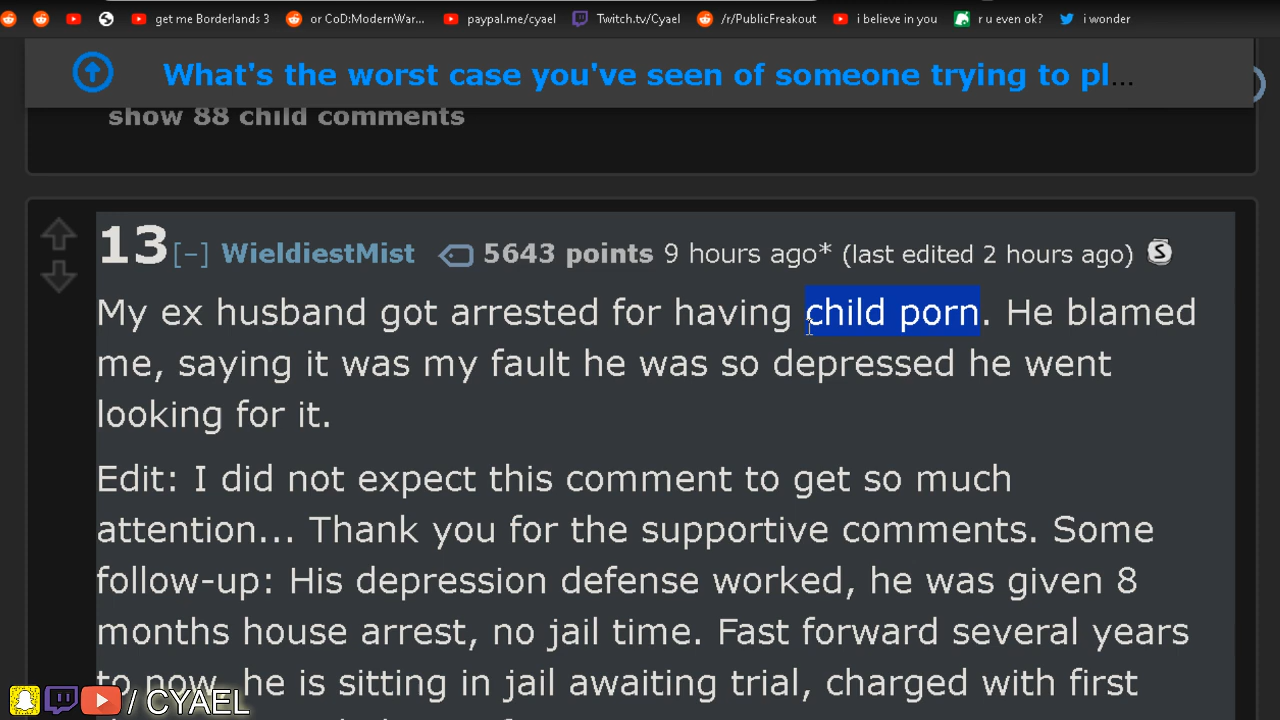 get me Borderlands 3
or CoD:ModernWar...
paypal.me/cyael
Twitch.tv/Cyael
/r/PublicFreakout
i believe in you
r u even ok?
i wonder
What's the worst case you've seen of someone trying to pl...
show 88 child comments
13 [–] WieldiestMist 5643 points 9 hours ago* (last edited 2 hours ago) S
My ex husband got arrested for having child porn. He blamed
me, saying it was my fault he was so depressed he went
looking for it.
Edit: I did not expect this comment to get so much
attention... Thank you for the supportive comments. Some
follow-up: His depression defense worked, he was given 8
months house arrest, no jail time. Fast forward several years
to now, he is sitting in jail awaiting trial, charged with first
/ CYAEL